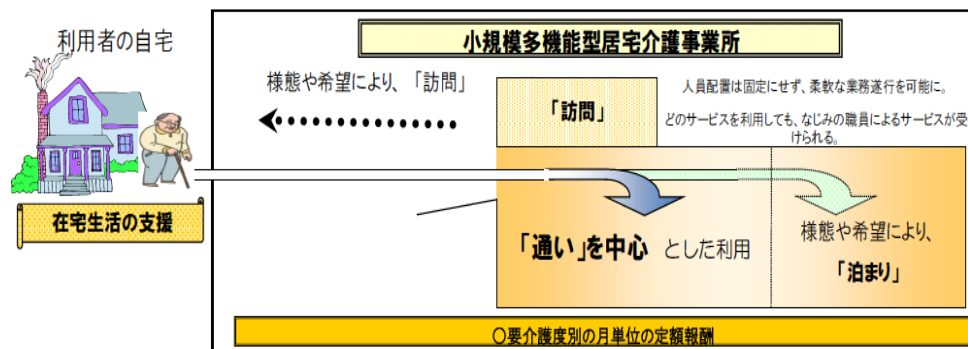 利用者の自宅
在宅生活の支援
小規模多機能型居宅介護事業所
様態や希望により、「訪問」
「訪問」
人員配置は固定にせず、柔軟な業務遂行を可能に。
どのサービスを利用しても、なじみの職員によるサービスが受
けられる。
「通い」を中心 とした利用
様態や希望により、
「泊まり」
〇要介護度別の月単位の定額報酬